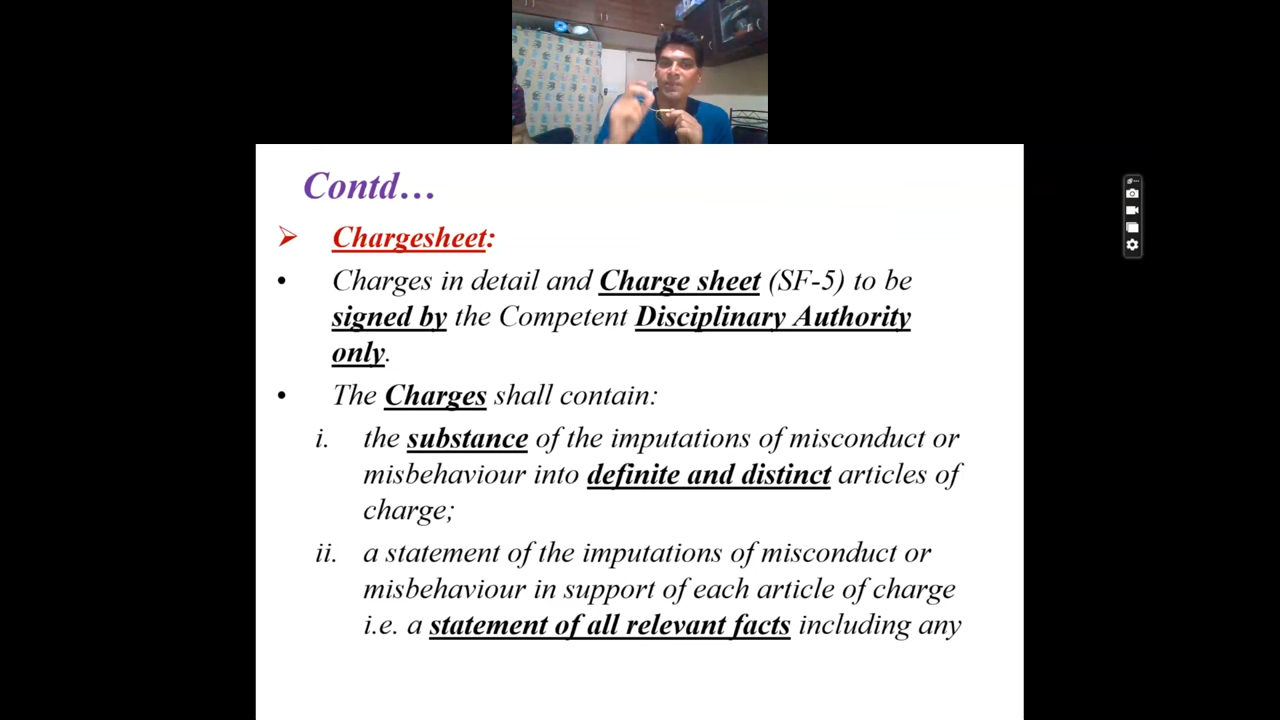 Contd…
➢ Chargesheet:
• Charges in detail and Charge sheet (SF-5) to be
signed by the Competent Disciplinary Authority
only.
• The Charges shall contain:
i. the substance of the imputations of misconduct or
misbehaviour into definite and distinct articles of
charge;
ii. a statement of the imputations of misconduct or
misbehaviour in support of each article of charge
i.e. a statement of all relevant facts including any